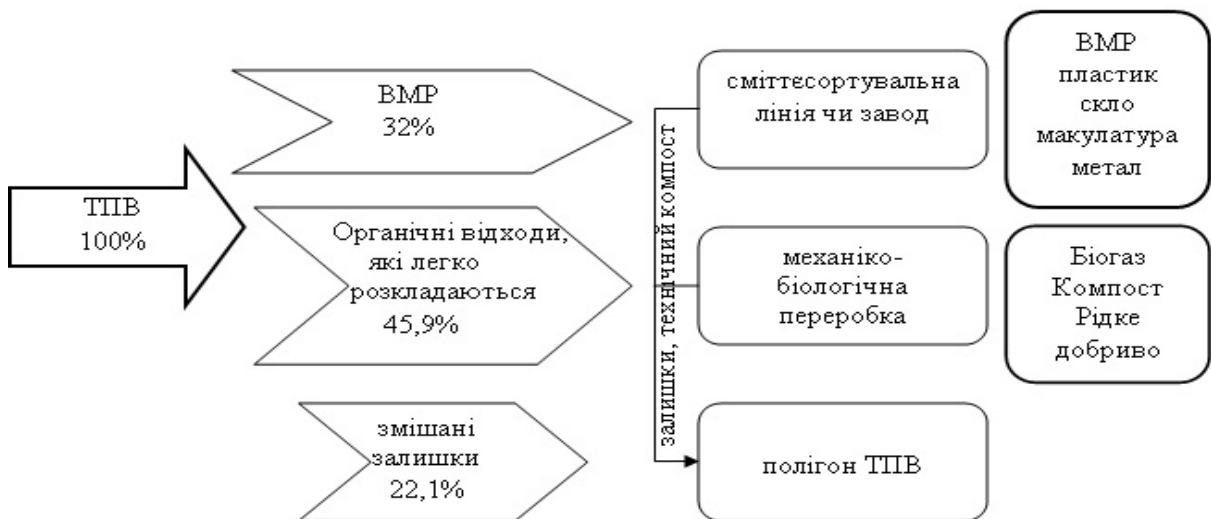 ТПВ
100%
ВМР
32%
Органічні відходи,
які легко
розкладаються
45,9%
змішані
залишки
22,1%
залишки, технічний компост
сміттєсортувальна
лінія чи завод
механіко-
біологічна
переробка
полігон ТПВ
ВМР
пластик
скло
макулатура
метал
Біогаз
Компост
Рідке
добриво